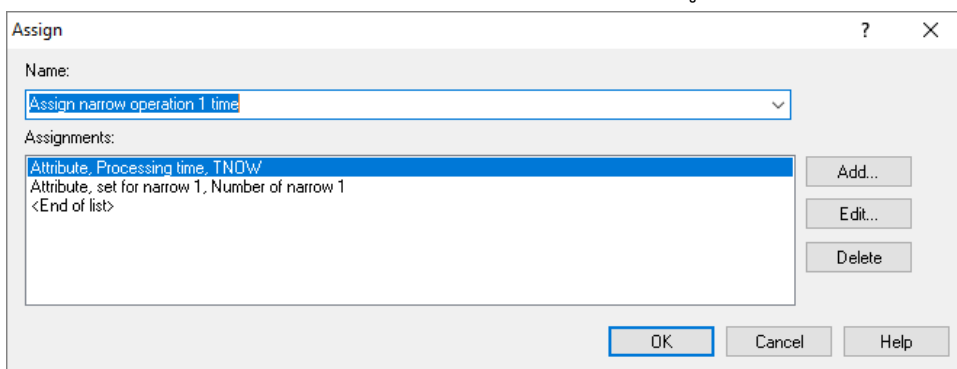 Assign
?
Name:
Assign narrow operation 1 time
Assignments:
Attribute, Processing time, TNOW
Attribute, set for narrow 1, Number of narrow 1
<End of list>
Add...
Edit...
Delete
OK
Cancel
Help